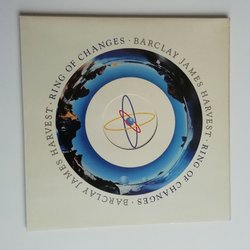 RING OF CHANGES · BARCLAY JAMES HARVEST · RING OF CHANGES · BARCLAY JAMES HARVEST ·